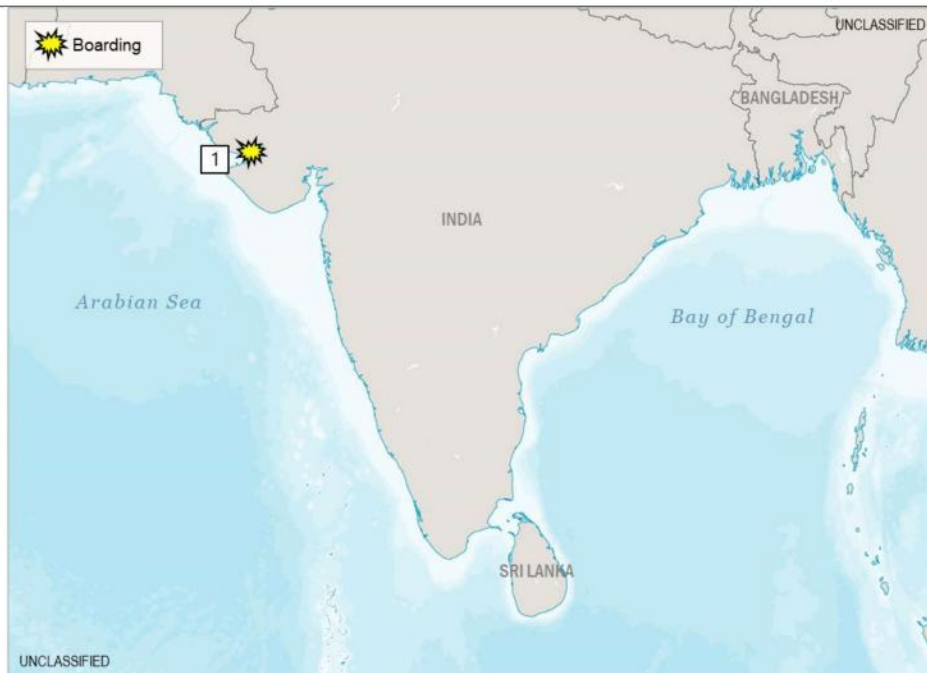 UNCLASSIFIED
Boarding
BANGLADESH
1
INDIA
Arabian Sea
Bay of Bengal
SRI LANKA
UNCLASSIFIED